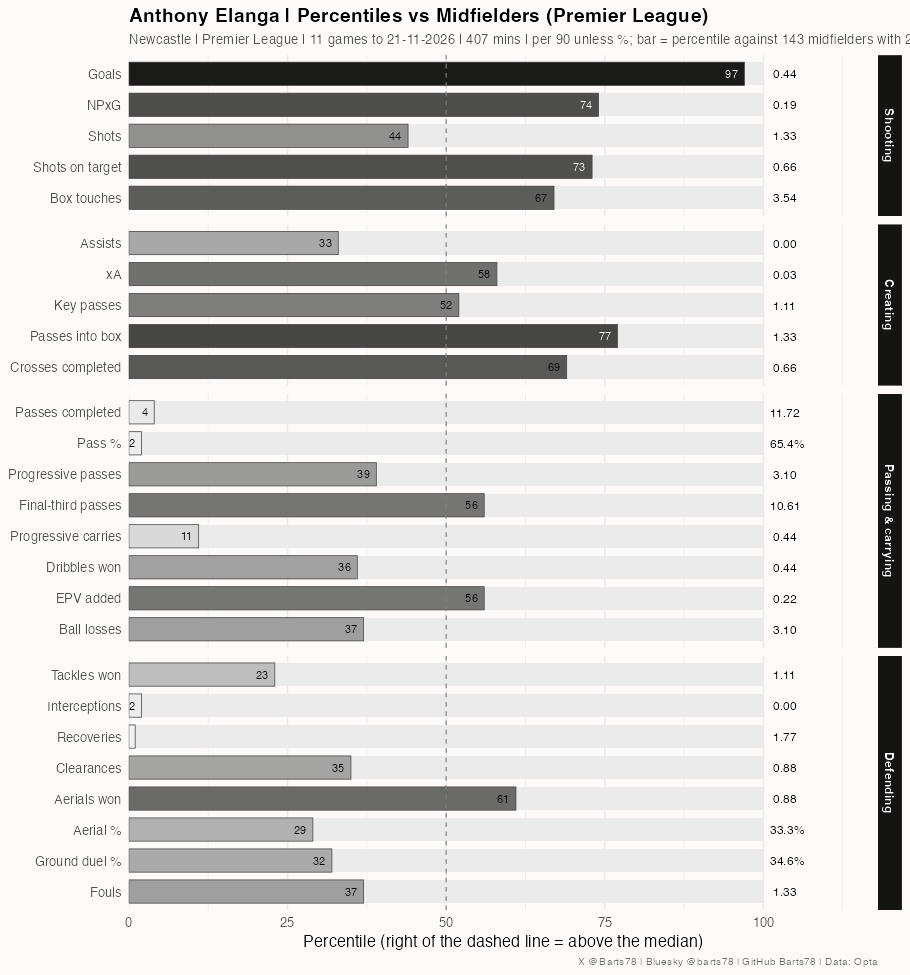 Anthony Elanga | Percentiles vs Midfielders (Premier League)
Newcastle | Premier League | 11 games to 21-11-2026 | 407 mins | per 90 unless %; bar = percentile against 143 midfielders with 2
Goals 97 0.44
NPxG 74 0.19
Shots 44 1.33
Shots on target 73 0.66
Box touches 67 3.54
Shooting
Assists 33 0.00
xA 58 0.03
Key passes 52 1.11
Passes into box 77 1.33
Crosses completed 69 0.66
Creating
Passes completed 4 11.72
Pass % 2 65.4%
Progressive passes 39 3.10
Final-third passes 56 10.61
Progressive carries 11 0.44
Dribbles won 36 0.44
EPV added 56 0.22
Ball losses 37 3.10
Passing & carrying
Tackles won 23 1.11
Interceptions 2 0.00
Recoveries 1.77
Clearances 35 0.88
Aerials won 61 0.88
Aerial % 29 33.3%
Ground duel % 32 34.6%
Fouls 37 1.33
Defending
0 25 50 75 100
Percentile (right of the dashed line = above the median)
X @Barts78 | Bluesky @barts78 | GitHub Barts78 | Data: Opta